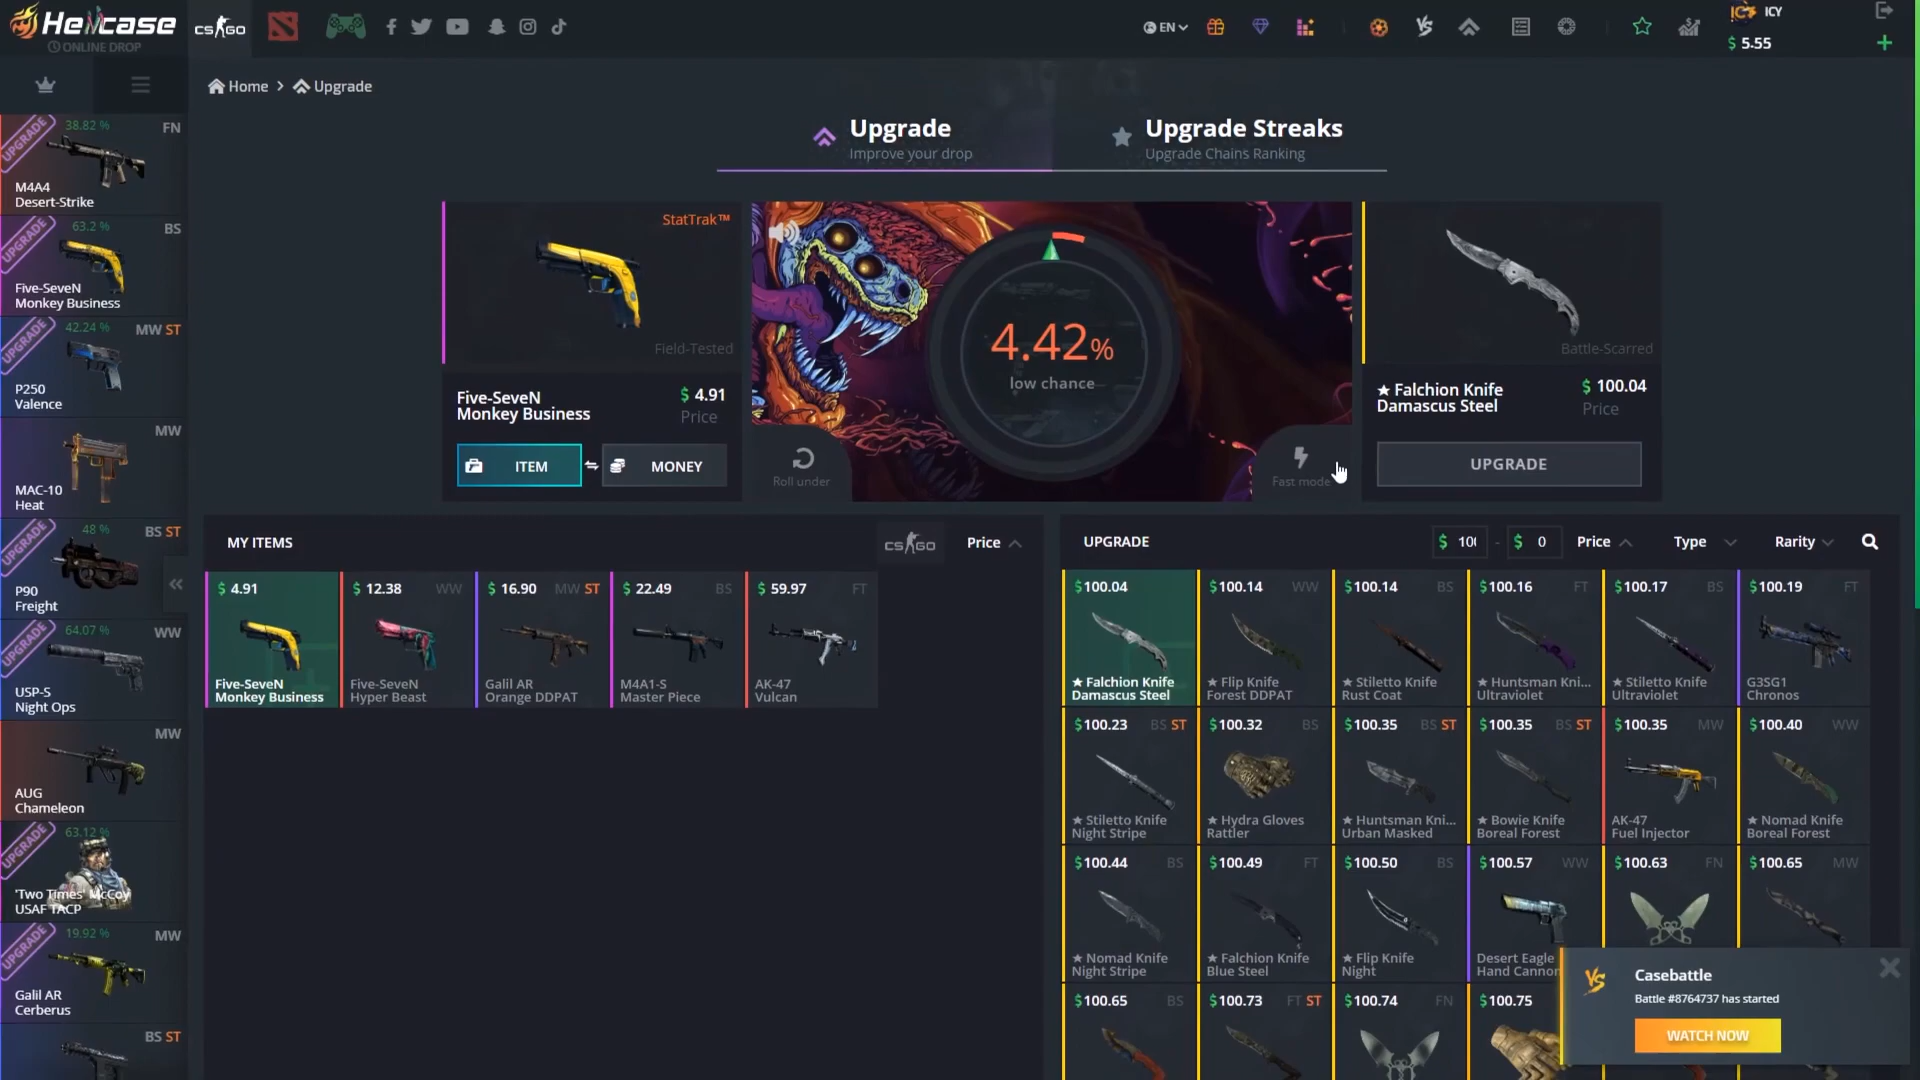 Hellcase
ONLINE DROP
CS:GO
EN
ICY
$ 5.55
Home > Upgrade
Upgrade
Improve your drop
Upgrade Streaks
Upgrade Chains Ranking
UPGRADE
38.82 %
FN
M4A4
Desert-Strike
UPGRADE
63.2 %
BS
Five-SeveN
Monkey Business
UPGRADE
42.24 %
MW ST
P250
Valence
MW
MAC-10
Heat
UPGRADE
48 %
BS ST
P90
Freight
UPGRADE
64.07 %
WW
USP-S
Night Ops
MW
AUG
Chameleon
UPGRADE
63.12 %
'Two Times' McCoy
USAF TACP
UPGRADE
19.92 %
MW
Galil AR
Cerberus
BS ST
StatTrak™
Field-Tested
Five-SeveN
Monkey Business
$ 4.91
Price
ITEM
MONEY
4.42%
low chance
Roll under
Fast mode
Battle-Scarred
★ Falchion Knife
Damascus Steel
$ 100.04
Price
UPGRADE
MY ITEMS
CS:GO
Price
$ 4.91
Five-SeveN
Monkey Business
$ 12.38 WW
Five-SeveN
Hyper Beast
$ 16.90 MW ST
Galil AR
Orange DDPAT
$ 22.49 BS
M4A1-S
Master Piece
$ 59.97 FT
AK-47
Vulcan
UPGRADE
$ 100 - $ 0
Price
Type
Rarity
$100.04
★ Falchion Knife
Damascus Steel
$100.14 WW
★ Flip Knife
Forest DDPAT
$100.14 BS
★ Stiletto Knife
Rust Coat
$100.16 FT
★ Huntsman Kni...
Ultraviolet
$100.17 BS
★ Stiletto Knife
Ultraviolet
$100.19 FT
G3SG1
Chronos
$100.23 BS ST
★ Stiletto Knife
Night Stripe
$100.32 BS
★ Hydra Gloves
Rattler
$100.35 BS ST
★ Huntsman Kni...
Urban Masked
$100.35 BS ST
★ Bowie Knife
Boreal Forest
$100.35 MW
AK-47
Fuel Injector
$100.40 WW
★ Nomad Knife
Boreal Forest
$100.44 BS
★ Nomad Knife
Night Stripe
$100.49 FT
★ Falchion Knife
Blue Steel
$100.50 BS
★ Flip Knife
Night
$100.57 WW
Desert Eagle
Hand Cannon
$100.63 FN
$100.65 MW
$100.65 BS
$100.73 FT ST
$100.74 FN
$100.75
VS
Casebattle
Battle #8764737 has started
WATCH NOW